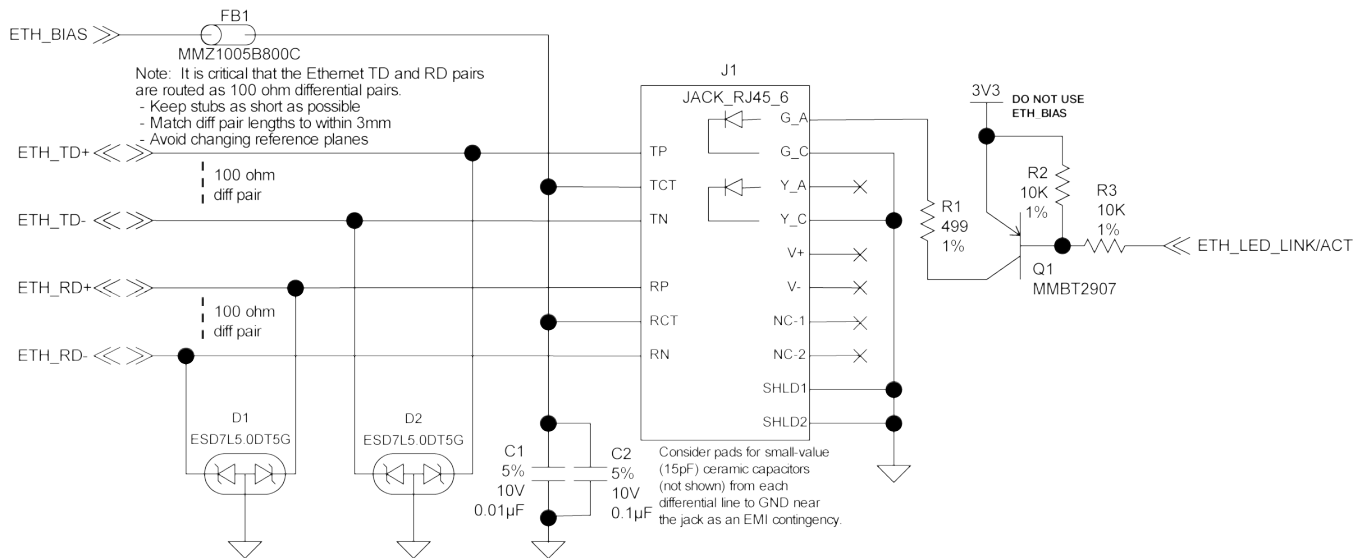 FB1
ETH_BIAS
MMZ1005B800C
Note: It is critical that the Ethernet TD and RD pairs
are routed as 100 ohm differential pairs.
- Keep stubs as short as possible
- Match diff pair lengths to within 3mm
- Avoid changing reference planes
ETH_TD+
100 ohm
diff pair
ETH_TD-
ETH_RD+
100 ohm
diff pair
ETH_RD-
D1
ESD7L5.0DT5G
D2
ESD7L5.0DT5G
C1
5%
10V
0.01µF
C2
5%
10V
0.1µF
J1
JACK_RJ45_6
TP
TCT
TN
RP
RCT
RN
G_A
G_C
Y_A
Y_C
V+
V-
NC-1
NC-2
SHLD1
SHLD2
Consider pads for small-value
(15pF) ceramic capacitors
(not shown) from each
differential line to GND near
the jack as an EMI contingency.
3V3
DO NOT USE
ETH_BIAS
R1
499
1%
R2
10K
1%
R3
10K
1%
Q1
MMBT2907
ETH_LED_LINK/ACT